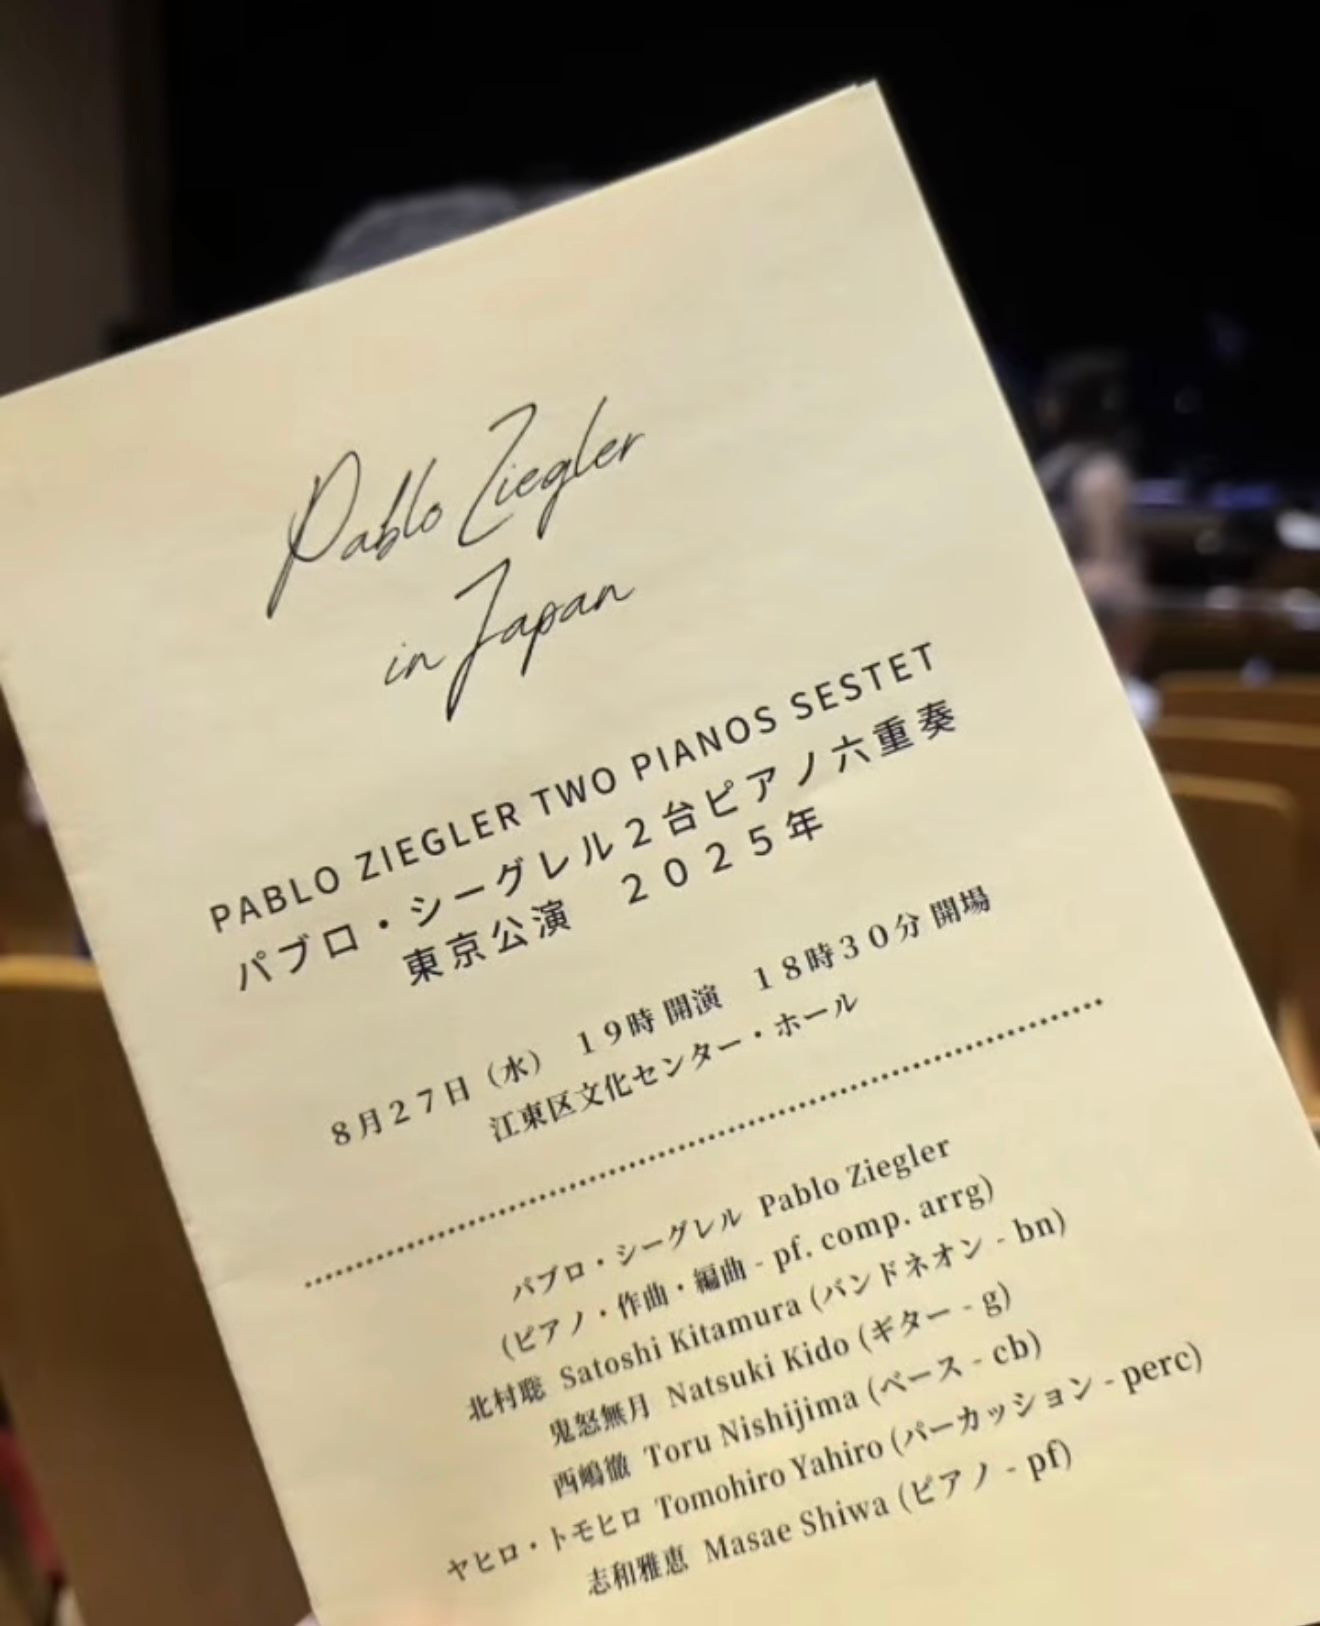 Pablo Ziegler
in Japan
PABLO ZIEGLER TWO PIANOS SESTET
パブロ・シーグレル２台ピアノ六重奏
東京公演　２０２５年
８月２７日（水）　１９時 開演　１８時３０分 開場
江東区文化センター・ホール
パブロ・シーグレル Pablo Ziegler
(ピアノ・作曲・編曲 - pf. comp. arrg)
北村聡 Satoshi Kitamura (バンドネオン - bn)
鬼怒無月 Natsuki Kido (ギター - g)
西嶋徹 Toru Nishijima (ベース - cb)
ヤヒロ・トモヒロ Tomohiro Yahiro (パーカッション - perc)
志和雅恵 Masae Shiwa (ピアノ - pf)